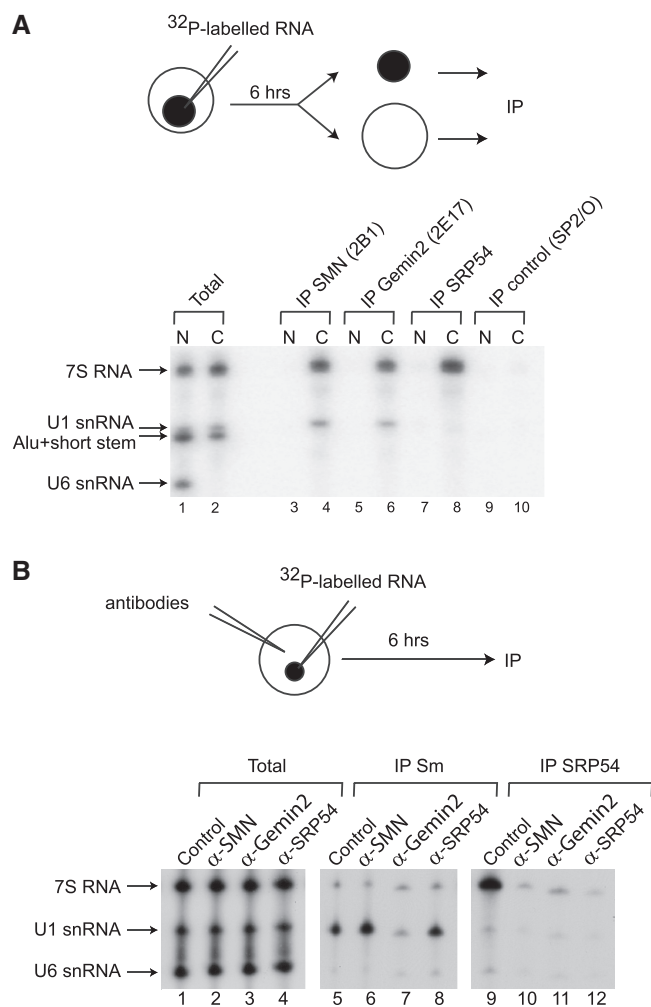 A
32P-labelled RNA
6 hrs
IP
Total
IP SMN (2B1)
IP Gemin2 (2E17)
IP SRP54
IP control (SP2/O)
N C N C N C N C N C
7S RNA
U1 snRNA
Alu+short stem
U6 snRNA
1 2 3 4 5 6 7 8 9 10
B
32P-labelled RNA
antibodies
6 hrs
IP
Total IP Sm IP SRP54
Control α-SMN α-Gemin2 α-SRP54 Control α-SMN α-Gemin2 α-SRP54 Control α-SMN α-Gemin2 α-SRP54
7S RNA
U1 snRNA
U6 snRNA
1 2 3 4 5 6 7 8 9 10 11 12